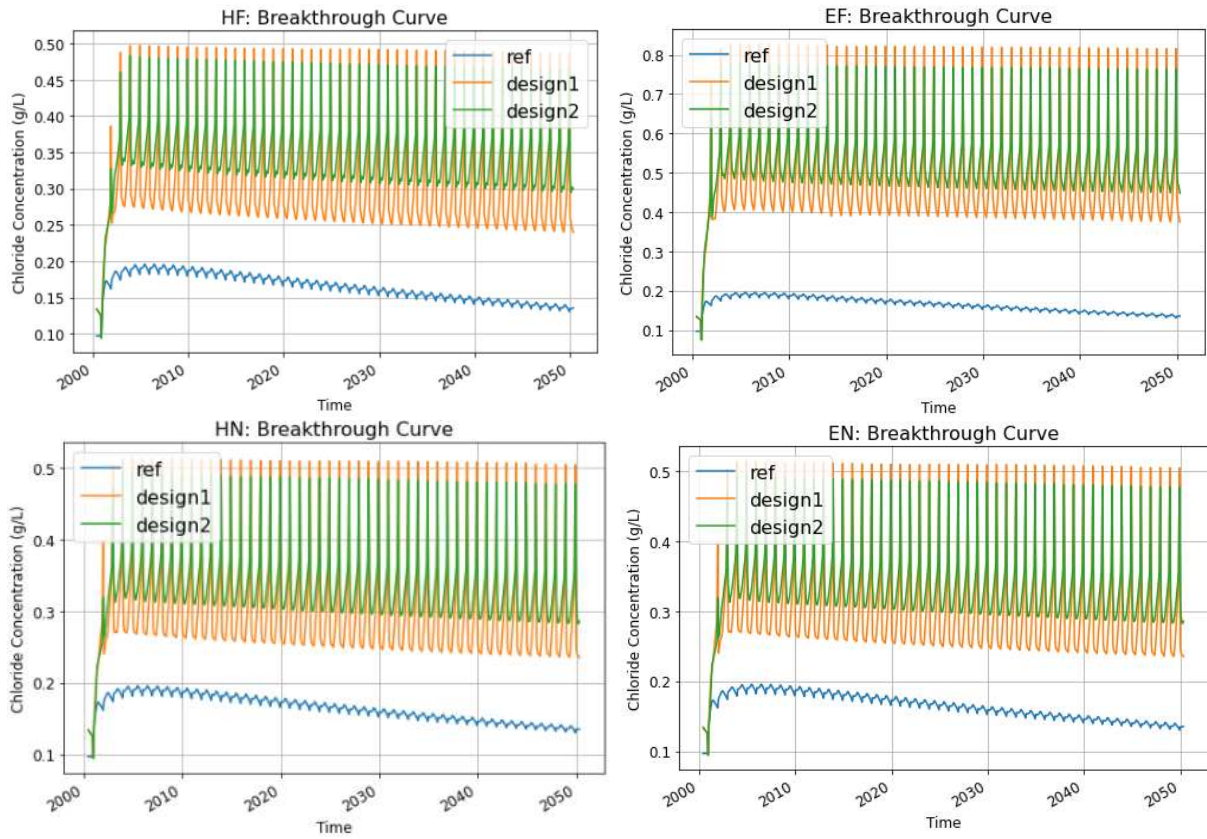 HF: Breakthrough Curve
Chloride Concentration (g/L)
0.50
0.45
0.40
0.35
0.30
0.25
0.20
0.15
0.10
ref
design1
design2
2000
2010
2020
2030
2040
2050
Time
EF: Breakthrough Curve
Chloride Concentration (g/L)
0.8
0.7
0.6
0.5
0.4
0.3
0.2
0.1
ref
design1
design2
2000
2010
2020
2030
2040
2050
Time
HN: Breakthrough Curve
Chloride Concentration (g/L)
0.5
0.4
0.3
0.2
0.1
ref
design1
design2
2000
2010
2020
2030
2040
2050
Time
EN: Breakthrough Curve
Chloride Concentration (g/L)
0.5
0.4
0.3
0.2
0.1
ref
design1
design2
2000
2010
2020
2030
2040
2050
Time